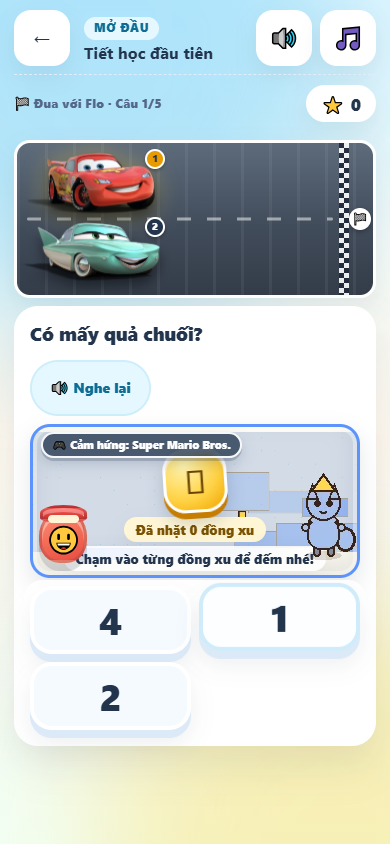 MỞ ĐẦU
Tiết học đầu tiên
Đua với Flo · Câu 1/5
0
1
2
Có mấy quả chuối?
Nghe lại
Cảm hứng: Super Mario Bros.
Đã nhặt 0 đồng xu
Chạm vào từng đồng xu để đếm nhé!
4
1
2